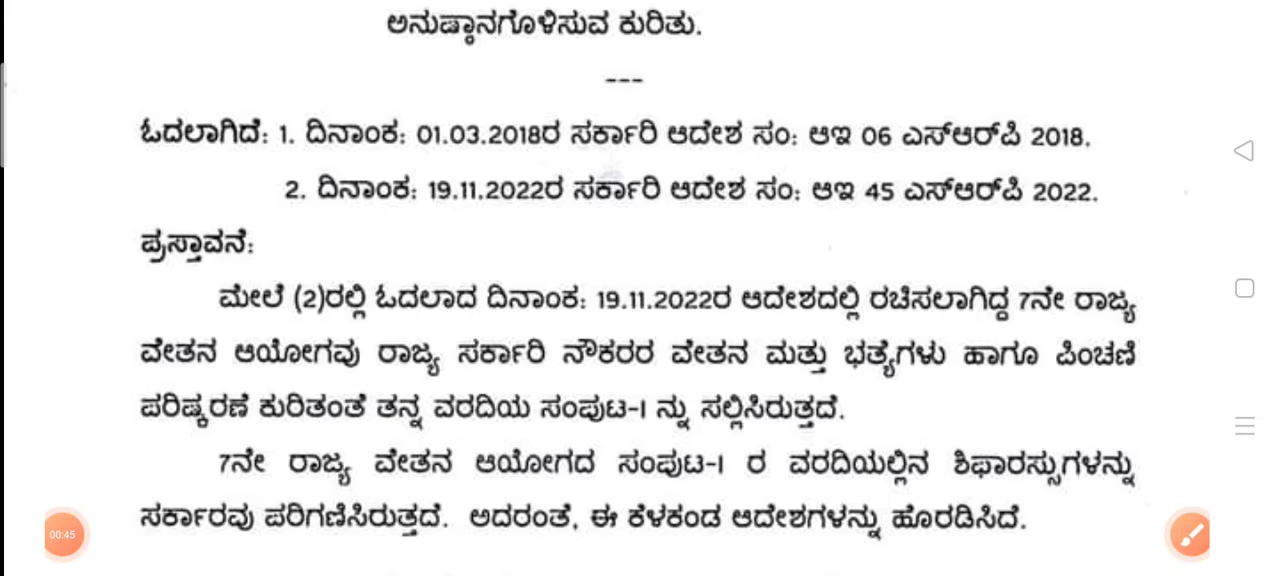 ಅನುಷ್ಠಾನಗೊಳಿಸುವ ಕುರಿತು.
---
ಓದಲಾಗಿದೆ: 1. ದಿನಾಂಕ: 01.03.2018ರ ಸರ್ಕಾರಿ ಆದೇಶ ಸಂ: ಆಇ 06 ಎಸ್‌ಆರ್‌ಪಿ 2018.
2. ದಿನಾಂಕ: 19.11.2022ರ ಸರ್ಕಾರಿ ಆದೇಶ ಸಂ: ಆಇ 45 ಎಸ್‌ಆರ್‌ಪಿ 2022.
ಪ್ರಸ್ತಾವನೆ:
ಮೇಲೆ (2)ರಲ್ಲಿ ಓದಲಾದ ದಿನಾಂಕ: 19.11.2022ರ ಆದೇಶದಲ್ಲಿ ರಚಿಸಲಾಗಿದ್ದ 7ನೇ ರಾಜ್ಯ
ವೇತನ ಆಯೋಗವು ರಾಜ್ಯ ಸರ್ಕಾರಿ ನೌಕರರ ವೇತನ ಮತ್ತು ಭತ್ಯೆಗಳು ಹಾಗೂ ಪಿಂಚಣಿ
ಪರಿಷ್ಕರಣೆ ಕುರಿತಂತೆ ತನ್ನ ವರದಿಯ ಸಂಪುಟ-I ನ್ನು ಸಲ್ಲಿಸಿರುತ್ತದೆ.
7ನೇ ರಾಜ್ಯ ವೇತನ ಆಯೋಗದ ಸಂಪುಟ-I ರ ವರದಿಯಲ್ಲಿನ ಶಿಫಾರಸ್ಸುಗಳನ್ನು
ಸರ್ಕಾರವು ಪರಿಗಣಿಸಿರುತ್ತದೆ. ಅದರಂತೆ, ಈ ಕೆಳಕಂಡ ಆದೇಶಗಳನ್ನು ಹೊರಡಿಸಿದೆ.
00:45